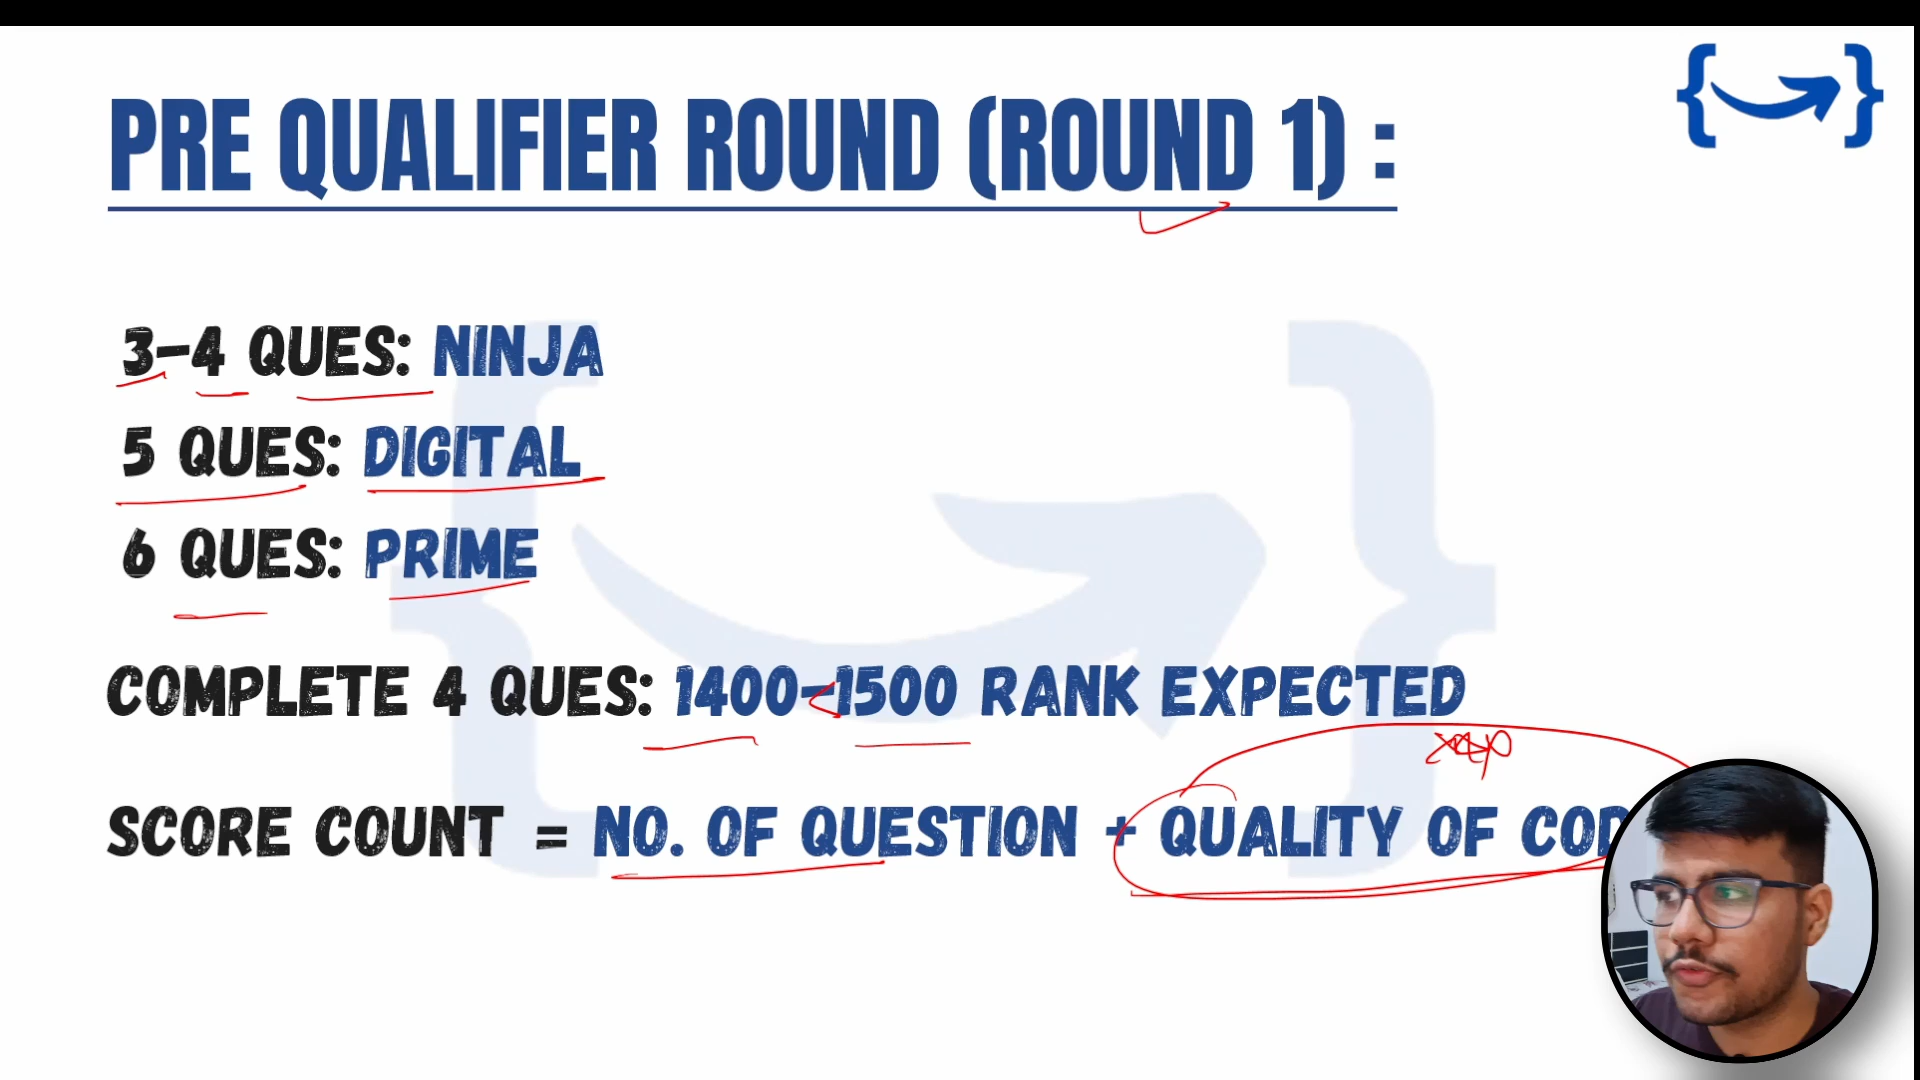 PRE QUALIFIER ROUND (ROUND 1) :
3-4 QUES: NINJA
5 QUES: DIGITAL
6 QUES: PRIME
COMPLETE 4 QUES: 1400-1500 RANK EXPECTED
SCORE COUNT = NO. OF QUESTION + QUALITY OF